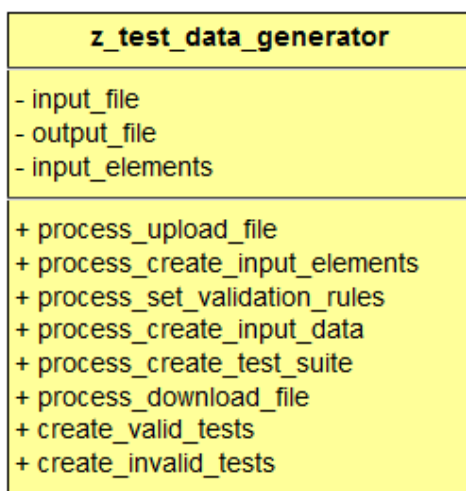 z_test_data_generator
- input_file
- output_file
- input_elements
+ process_upload_file
+ process_create_input_elements
+ process_set_validation_rules
+ process_create_input_data
+ process_create_test_suite
+ process_download_file
+ create_valid_tests
+ create_invalid_tests